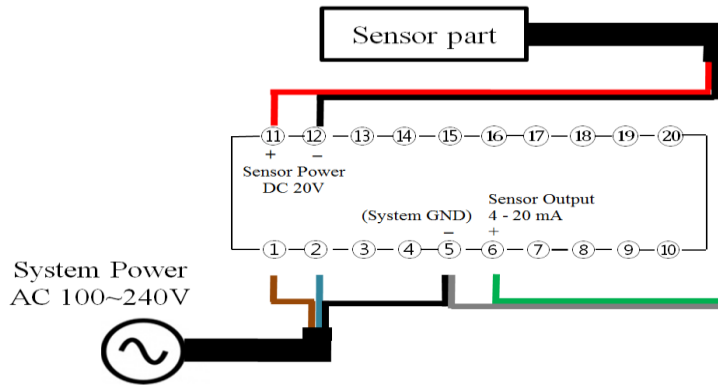 Sensor part
11 12 13 14 15 16 17 18 19 20
+ –
Sensor Power
DC 20V
Sensor Output
(System GND) 4 - 20 mA
– +
1 2 3 4 5 6 7 8 9 10
System Power
AC 100~240V